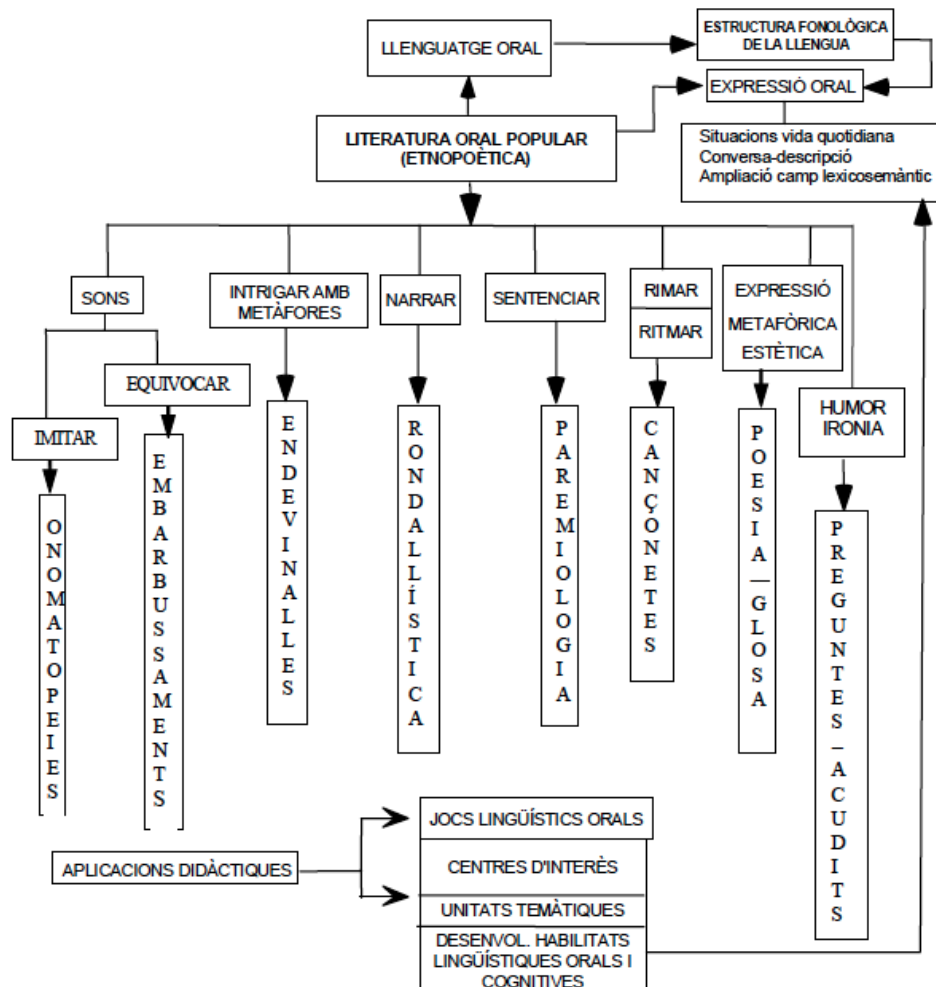 LLENGUATGE ORAL
ESTRUCTURA FONOLÒGICA
DE LA LLENGUA
EXPRESSIÓ ORAL
LITERATURA ORAL POPULAR
(ETNOPOÈTICA)
Situacions vida quotidiana
Conversa-descripció
Ampliació camp lexicosemàntic
SONS
INTRIGAR AMB
METÀFORES
NARRAR
SENTENCIAR
RIMAR
RITMAR
EXPRESSIÓ
METAFÒRICA
ESTÈTICA
EQUIVOCAR
IMITAR
HUMOR
IRONIA
ONOMATOPEIES
EMBARBUSSAMENTS
ENDEVINALLES
RONDALLÍSTICA
PAREMIOLOGIA
CANÇONETES
POESIA — GLOSA
PREGUNTES – ACUDITS
APLICACIONS DIDÀCTIQUES
JOCS LINGÜÍSTICS ORALS
CENTRES D'INTERÈS
UNITATS TEMÀTIQUES
DESENVOL. HABILITATS
LINGÜÍSTIQUES ORALS I
COGNITIVES